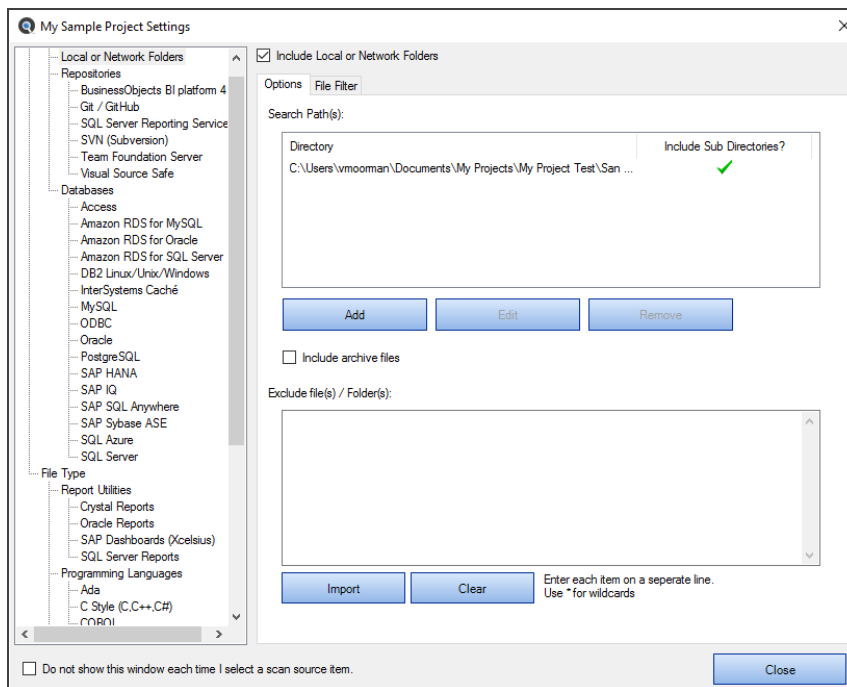 My Sample Project Settings
Local or Network Folders
Repositories
BusinessObjects BI platform 4
Git / GitHub
SQL Server Reporting Service
SVN (Subversion)
Team Foundation Server
Visual Source Safe
Databases
Access
Amazon RDS for MySQL
Amazon RDS for Oracle
Amazon RDS for SQL Server
DB2 Linux/Unix/Windows
InterSystems Caché
MySQL
ODBC
Oracle
PostgreSQL
SAP HANA
SAP IQ
SAP SQL Anywhere
SAP Sybase ASE
SQL Azure
SQL Server
File Type
Report Utilities
Crystal Reports
Oracle Reports
SAP Dashboards (Xcelsius)
SQL Server Reports
Programming Languages
Ada
C Style (C,C++,C#)
COBOL
Include Local or Network Folders
Options File Filter
Search Path(s):
Directory Include Sub Directories?
C:\Users\vmoorman\Documents\My Projects\My Project Test\San ...
Add Edit Remove
Include archive files
Exclude file(s) / Folder(s):
Import Clear
Enter each item on a seperate line.
Use * for wildcards
Do not show this window each time I select a scan source item.
Close